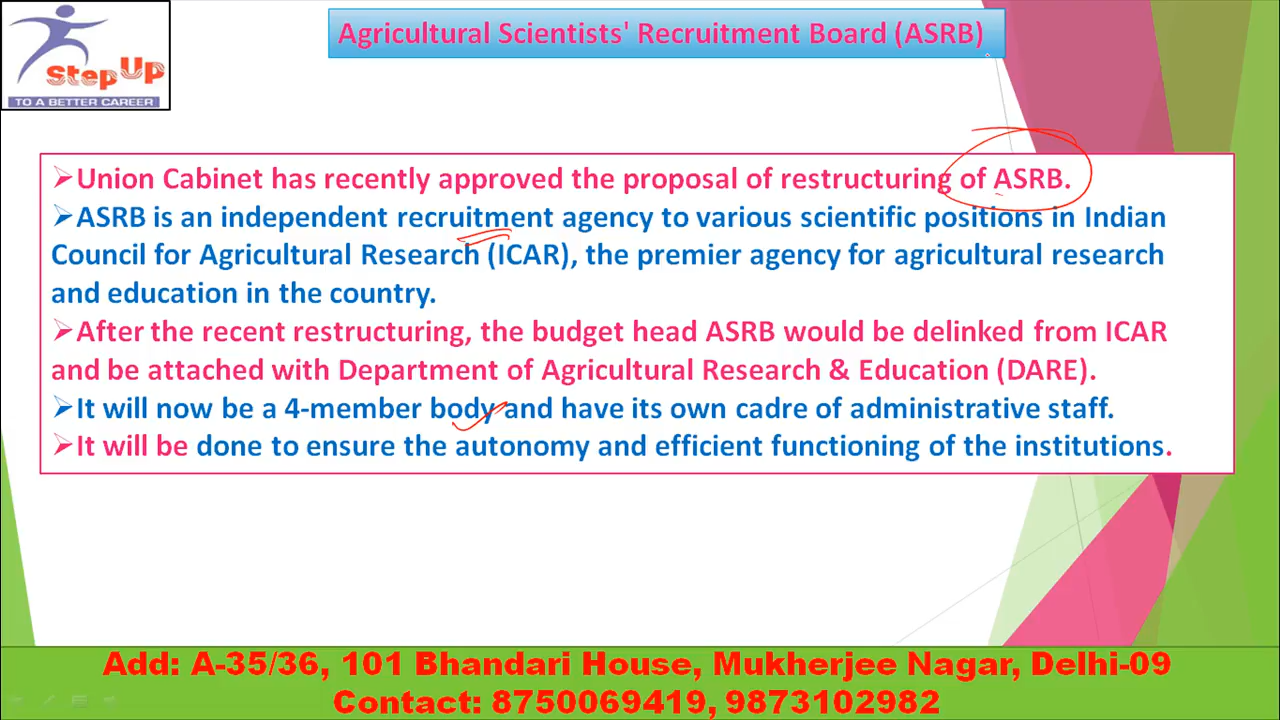 Agricultural Scientists' Recruitment Board (ASRB)
Step Up
TO A BETTER CAREER
➢Union Cabinet has recently approved the proposal of restructuring of ASRB.
➢ASRB is an independent recruitment agency to various scientific positions in Indian
Council for Agricultural Research (ICAR), the premier agency for agricultural research
and education in the country.
➢After the recent restructuring, the budget head ASRB would be delinked from ICAR
and be attached with Department of Agricultural Research & Education (DARE).
➢It will now be a 4-member body and have its own cadre of administrative staff.
➢It will be done to ensure the autonomy and efficient functioning of the institutions.
Add: A-35/36, 101 Bhandari House, Mukherjee Nagar, Delhi-09
Contact: 8750069419, 9873102982